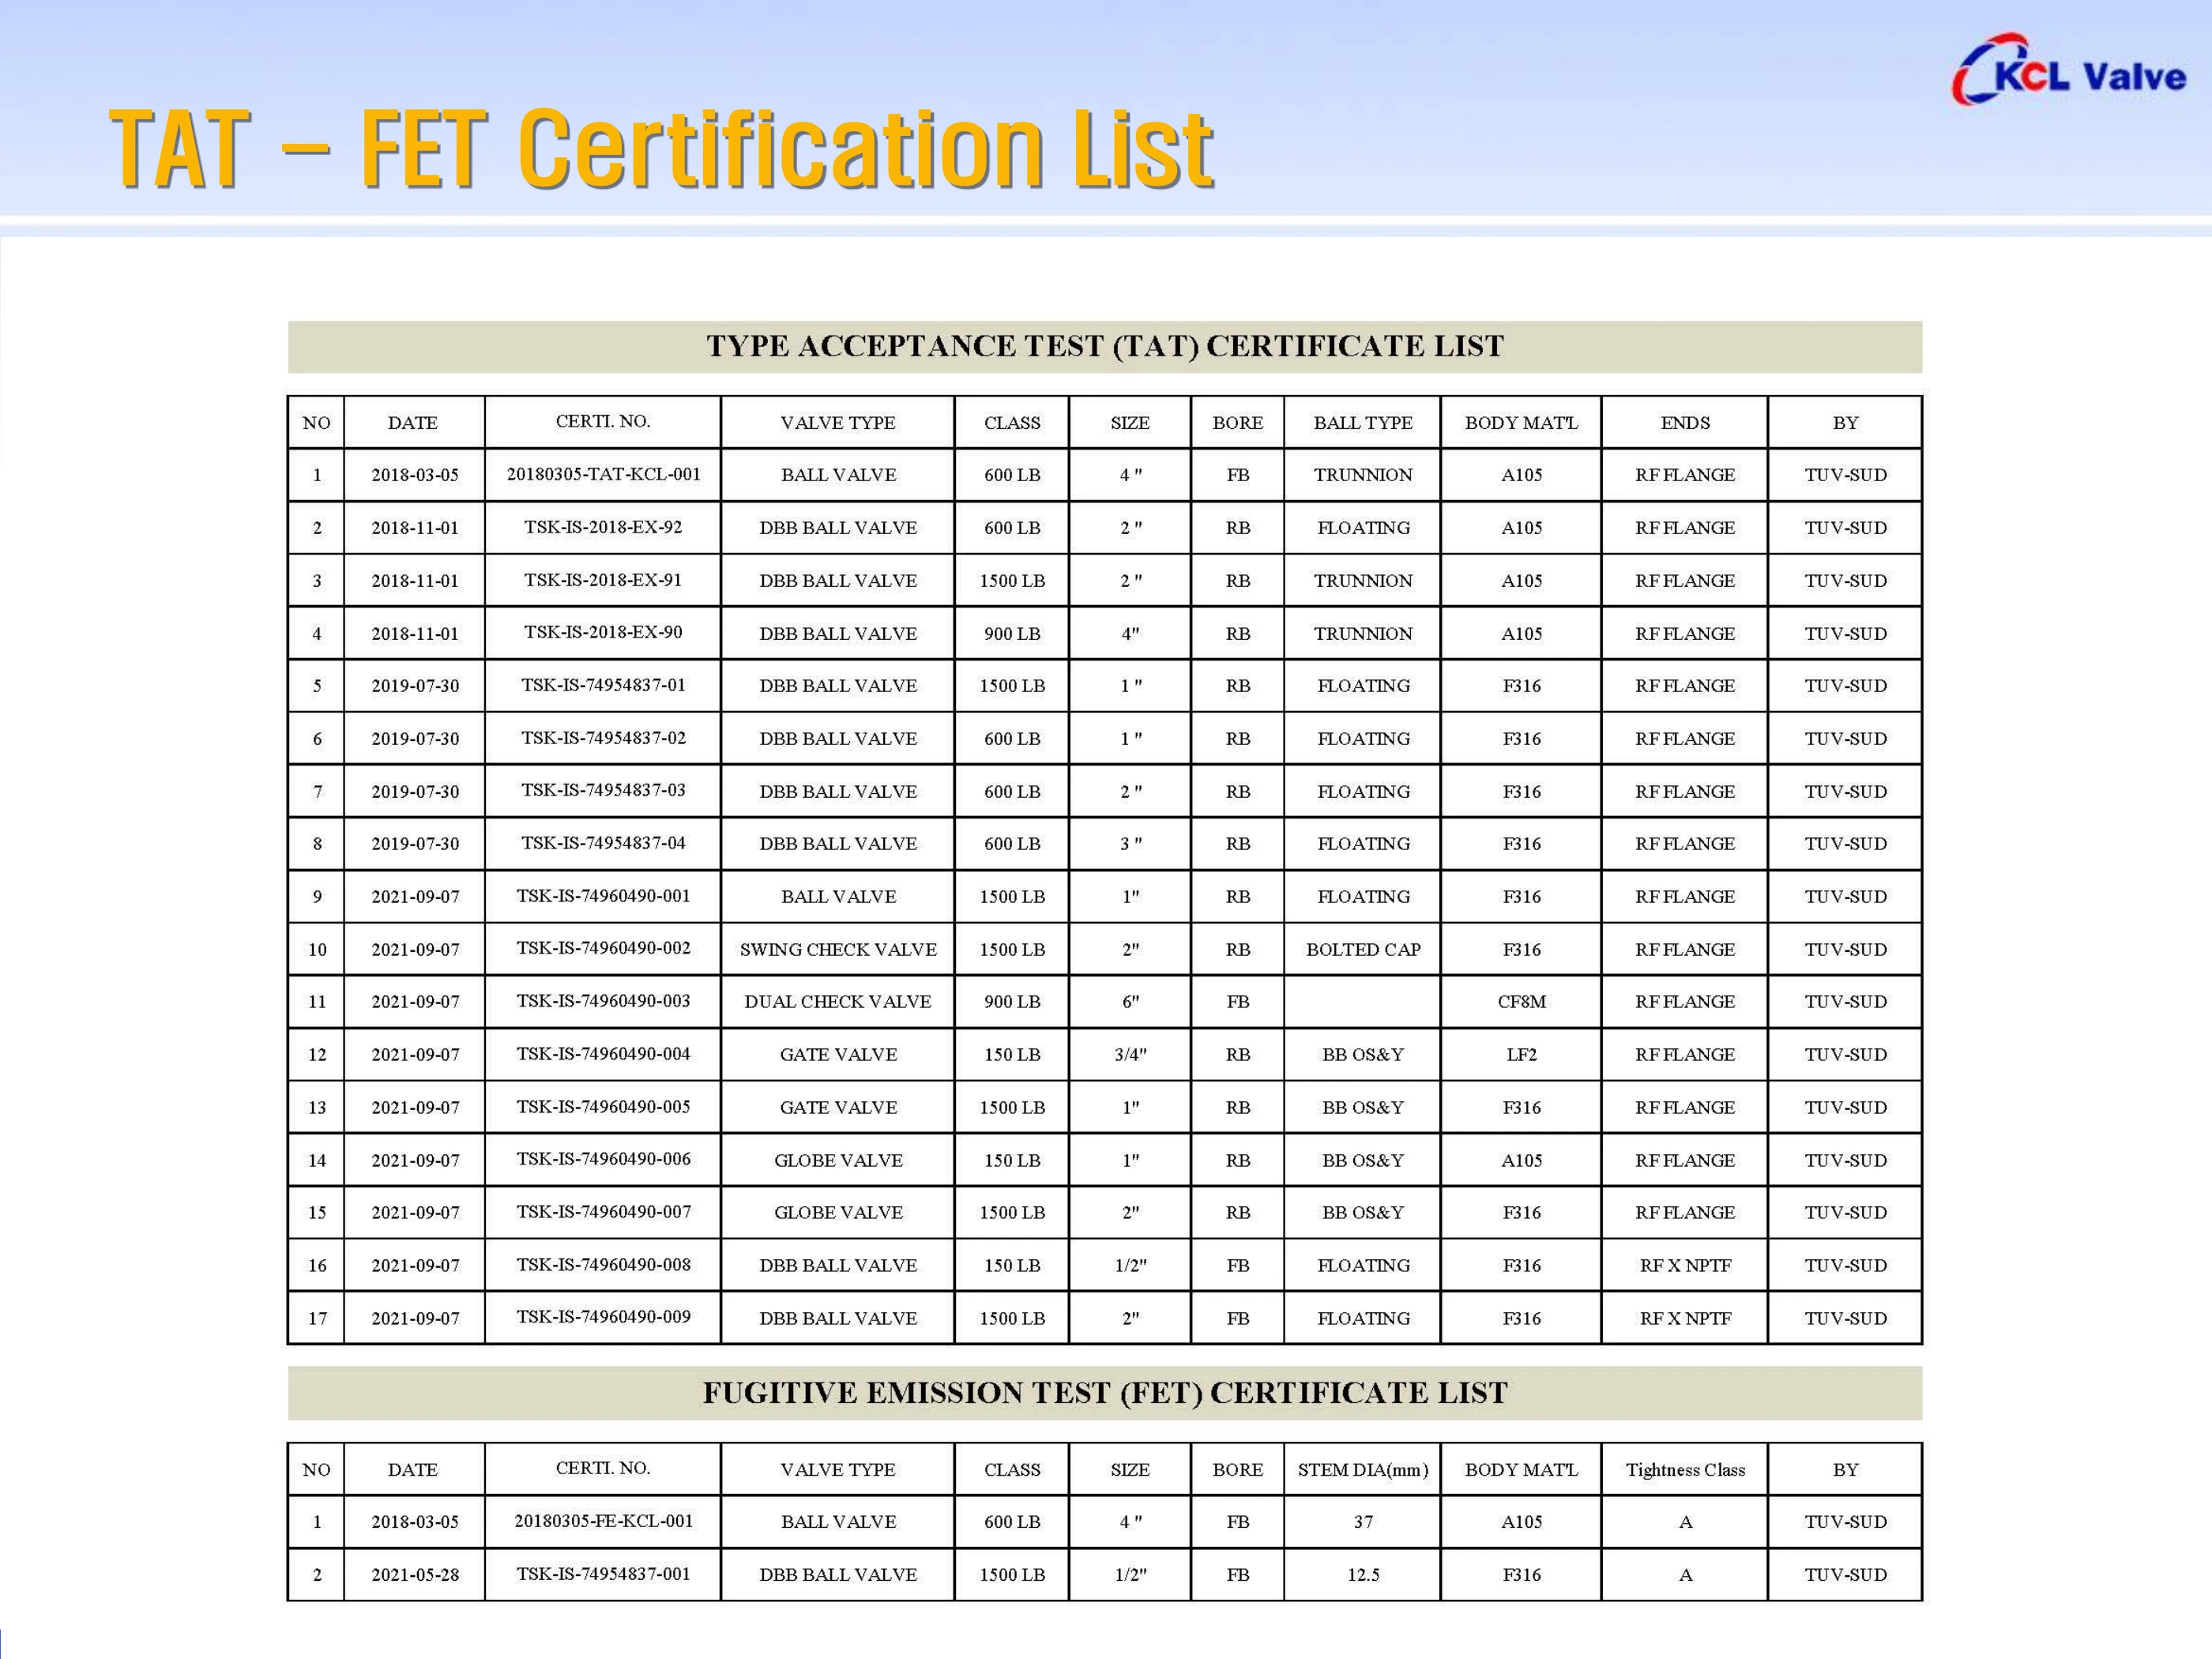 KCL Valve
TAT – FET Certification List
TYPE ACCEPTANCE TEST (TAT) CERTIFICATE LIST
NO DATE CERTI. NO. VALVE TYPE CLASS SIZE BORE BALL TYPE BODY MAT'L ENDS BY
1 2018-03-05 20180305-TAT-KCL-001 BALL VALVE 600 LB 4 " FB TRUNNION A105 RF FLANGE TUV-SUD
2 2018-11-01 TSK-IS-2018-EX-92 DBB BALL VALVE 600 LB 2 " RB FLOATING A105 RF FLANGE TUV-SUD
3 2018-11-01 TSK-IS-2018-EX-91 DBB BALL VALVE 1500 LB 2 " RB TRUNNION A105 RF FLANGE TUV-SUD
4 2018-11-01 TSK-IS-2018-EX-90 DBB BALL VALVE 900 LB 4" RB TRUNNION A105 RF FLANGE TUV-SUD
5 2019-07-30 TSK-IS-74954837-01 DBB BALL VALVE 1500 LB 1 " RB FLOATING F316 RF FLANGE TUV-SUD
6 2019-07-30 TSK-IS-74954837-02 DBB BALL VALVE 600 LB 1 " RB FLOATING F316 RF FLANGE TUV-SUD
7 2019-07-30 TSK-IS-74954837-03 DBB BALL VALVE 600 LB 2 " RB FLOATING F316 RF FLANGE TUV-SUD
8 2019-07-30 TSK-IS-74954837-04 DBB BALL VALVE 600 LB 3 " RB FLOATING F316 RF FLANGE TUV-SUD
9 2021-09-07 TSK-IS-74960490-001 BALL VALVE 1500 LB 1" RB FLOATING F316 RF FLANGE TUV-SUD
10 2021-09-07 TSK-IS-74960490-002 SWING CHECK VALVE 1500 LB 2" RB BOLTED CAP F316 RF FLANGE TUV-SUD
11 2021-09-07 TSK-IS-74960490-003 DUAL CHECK VALVE 900 LB 6" FB CF8M RF FLANGE TUV-SUD
12 2021-09-07 TSK-IS-74960490-004 GATE VALVE 150 LB 3/4" RB BB OS&Y LF2 RF FLANGE TUV-SUD
13 2021-09-07 TSK-IS-74960490-005 GATE VALVE 1500 LB 1" RB BB OS&Y F316 RF FLANGE TUV-SUD
14 2021-09-07 TSK-IS-74960490-006 GLOBE VALVE 150 LB 1" RB BB OS&Y A105 RF FLANGE TUV-SUD
15 2021-09-07 TSK-IS-74960490-007 GLOBE VALVE 1500 LB 2" RB BB OS&Y F316 RF FLANGE TUV-SUD
16 2021-09-07 TSK-IS-74960490-008 DBB BALL VALVE 150 LB 1/2" FB FLOATING F316 RF X NPTF TUV-SUD
17 2021-09-07 TSK-IS-74960490-009 DBB BALL VALVE 1500 LB 2" FB FLOATING F316 RF X NPTF TUV-SUD
FUGITIVE EMISSION TEST (FET) CERTIFICATE LIST
NO DATE CERTI. NO. VALVE TYPE CLASS SIZE BORE STEM DIA(mm) BODY MAT'L Tightness Class BY
1 2018-03-05 20180305-FE-KCL-001 BALL VALVE 600 LB 4 " FB 37 A105 A TUV-SUD
2 2021-05-28 TSK-IS-74954837-001 DBB BALL VALVE 1500 LB 1/2" FB 12.5 F316 A TUV-SUD